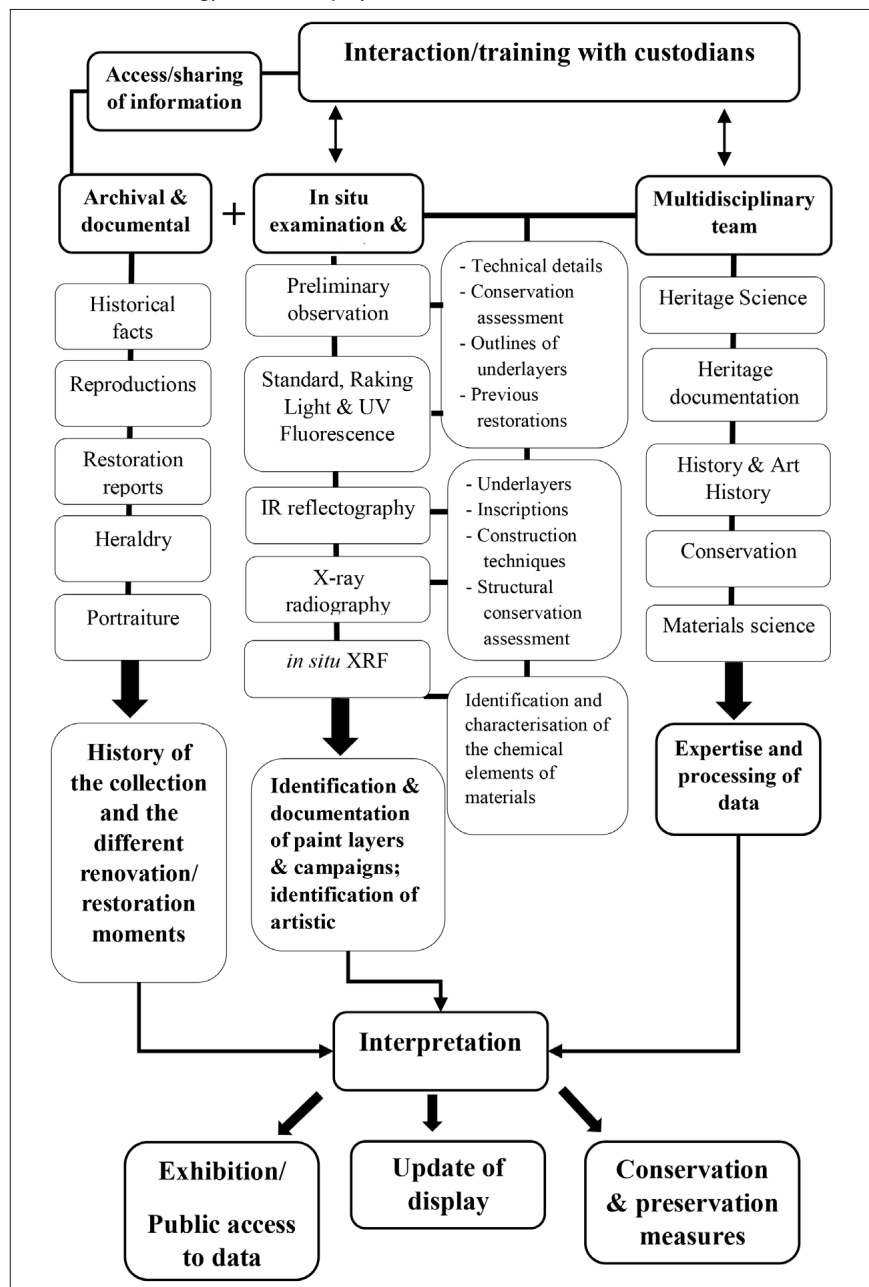 Interaction/training with custodians
Access/sharing
of information
Archival &
documental
+
In situ
examination &
Multidisciplinary
team
Historical
facts
Reproductions
Restoration
reports
Heraldry
Portraiture
History of
the collection
and the
different
renovation/
restoration
moments
Preliminary
observation
Standard, Raking
Light & UV
Fluorescence
IR reflectography
X-ray
radiography
in situ XRF
Identification &
documentation
of paint layers
& campaigns;
identification of
artistic
- Technical details
- Conservation
assessment
- Outlines of
underlayers
- Previous
restorations
- Underlayers
- Inscriptions
- Construction
techniques
- Structural
conservation
assessment
Identification and
characterisation of
the chemical
elements of
materials
Heritage Science
Heritage
documentation
History & Art
History
Conservation
Materials science
Expertise and
processing of
data
Interpretation
Exhibition/
Public access
to data
Update of
display
Conservation
& preservation
measures